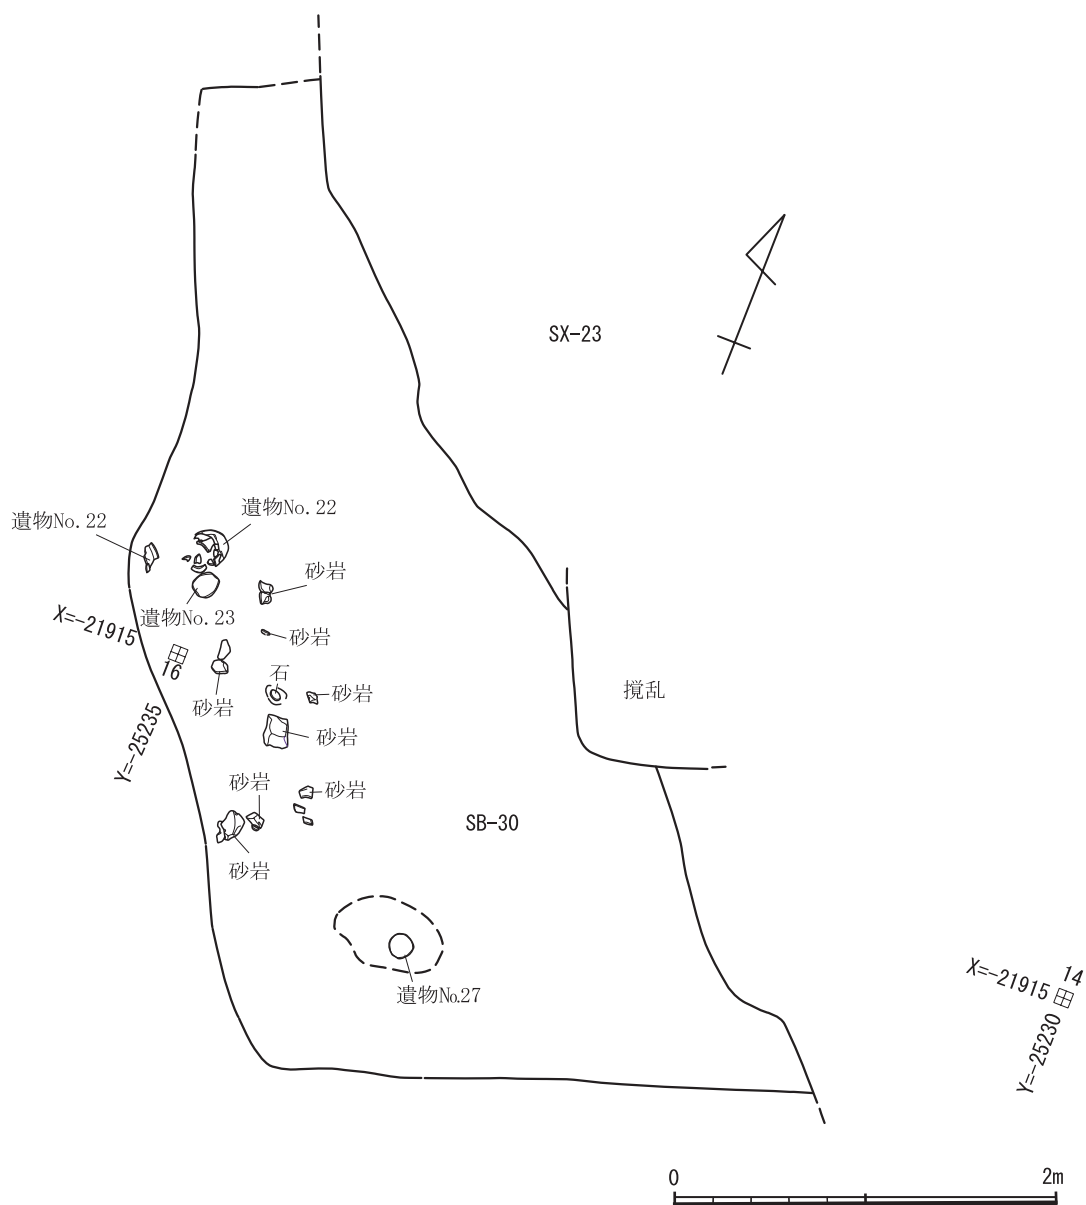 SX-23
遺物No.22
遺物No.22
砂岩
遺物No.23
X=-21915
砂岩
16
石
砂岩
砂岩
撹乱
Y=-25235
砂岩
砂岩
砂岩
SB-30
砂岩
遺物No.27
X=-21915
14
Y=-25230
0
2m